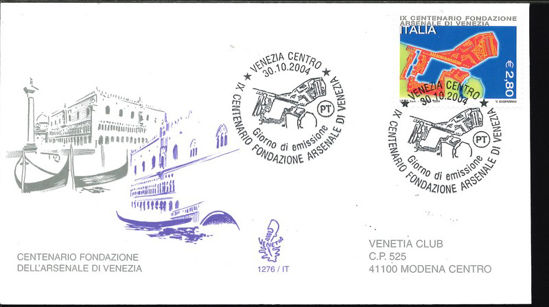 IX CENTENARIO FONDAZIONE
ARSENALE DI VENEZIA
ITALIA
€ 2,80
★ VENEZIA CENTRO ★
30.10.2004
PT
Giorno di emissione
IX CENTENARIO FONDAZIONE ARSENALE DI VENEZIA
★ VENEZIA CENTRO ★
30.10.2004
PT
Giorno di emissione
IX CENTENARIO FONDAZIONE ARSENALE DI VENEZIA
CENTENARIO FONDAZIONE
DELL'ARSENALE DI VENEZIA
1276 / IT
VENETIA CLUB
C.P. 525
41100 MODENA CENTRO